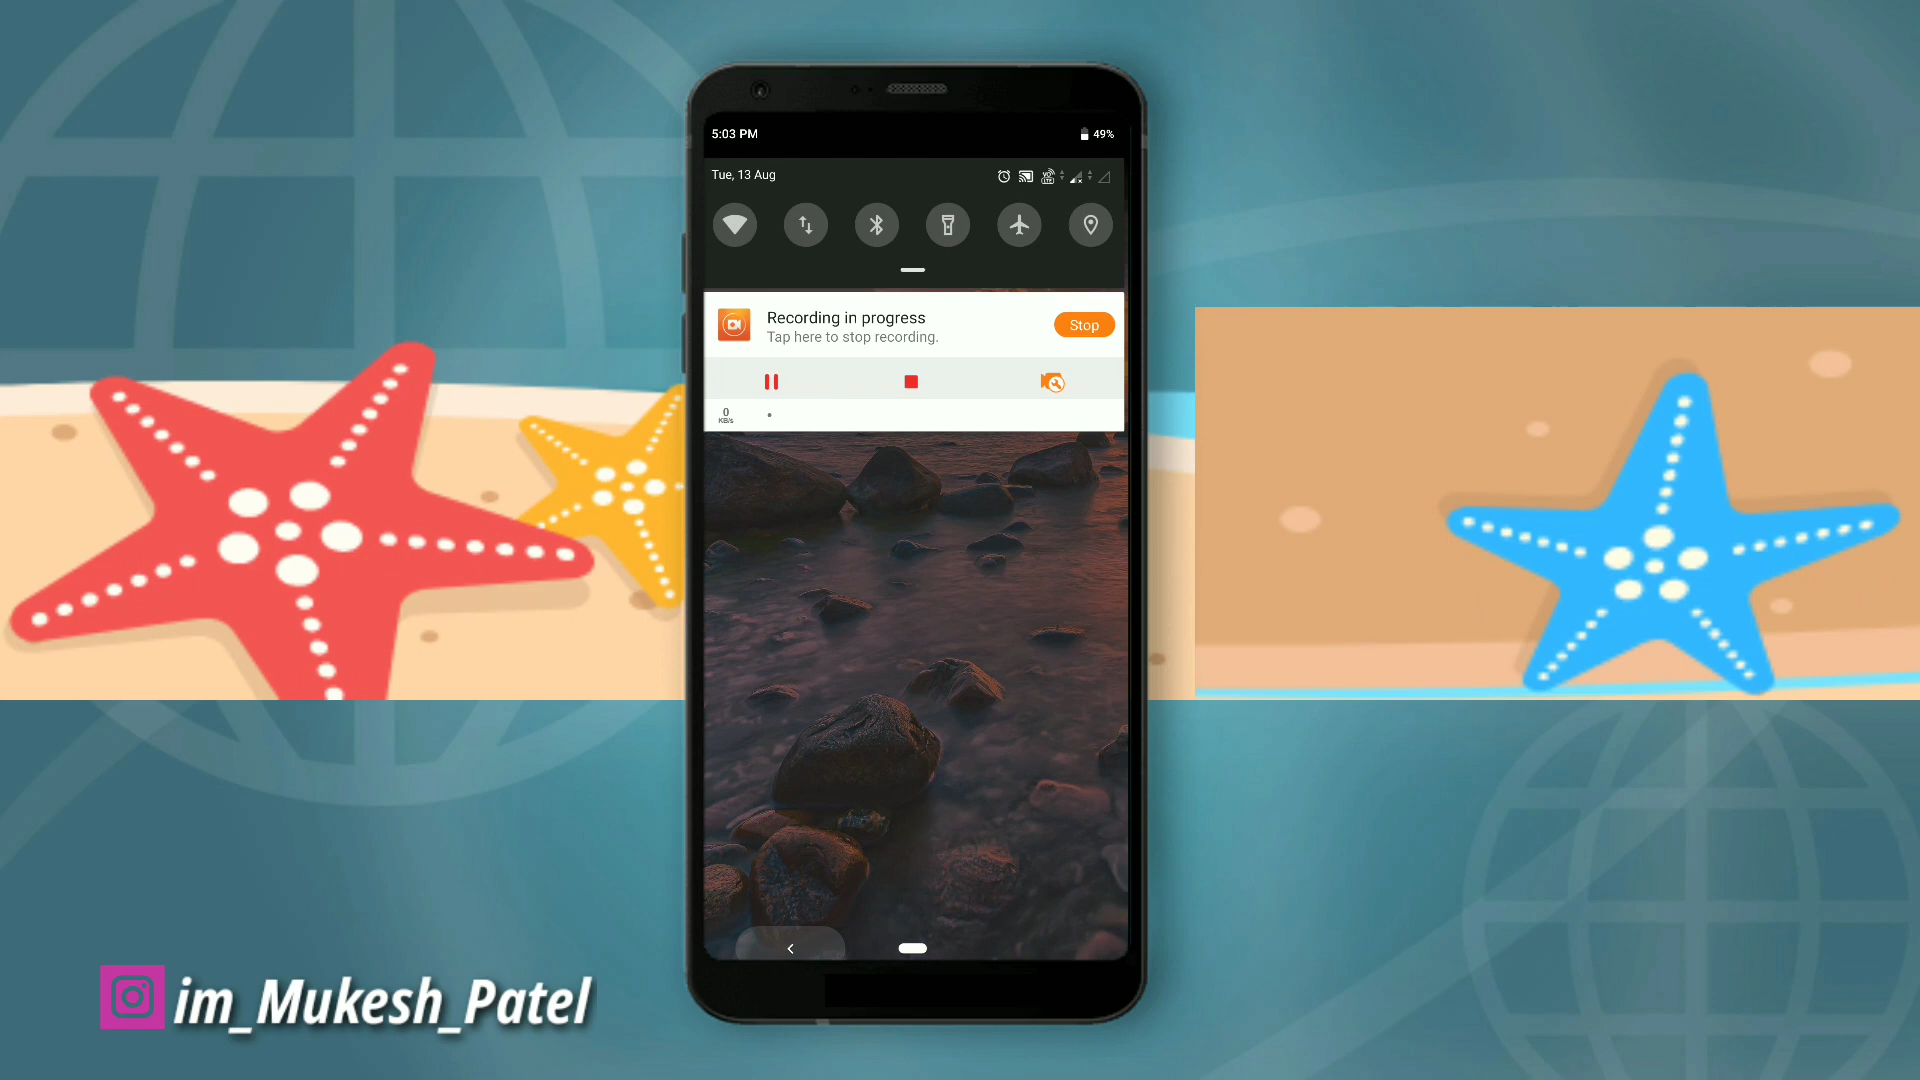 5:03 PM
49%
Tue, 13 Aug
Recording in progress
Tap here to stop recording.
Stop
0
KB/s
im_Mukesh_Patel